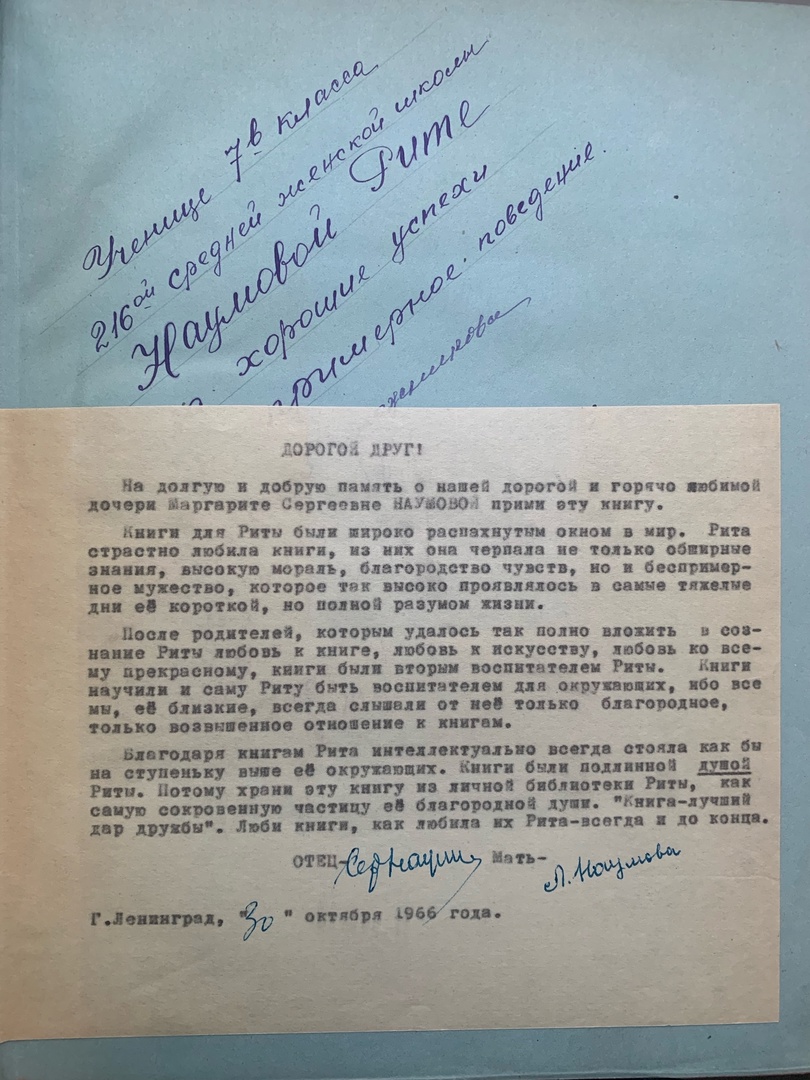 Ученице 7в класса
216ой средней женской школы
Наумовой Рите
хорошие успехи
примерное поведение.
ДОРОГОЙ ДРУГ!
На долгую и добрую память о нашей дорогой и горячо любимой
дочери Маргарите Сергеевне НАУМОВОЙ прими эту книгу.
Книги для Риты были широко распахнутым окном в мир. Рита
страстно любила книги, из них она черпала не только обширные
знания, высокую мораль, благородство чувств, но и беспример-
ное мужество, которое так высоко проявлялось в самые тяжелые
дни её короткой, но полной разумом жизни.
После родителей, которым удалось так полно вложить в соз-
нание Риты любовь к книге, любовь к искусству, любовь ко все-
му прекрасному, книги были вторым воспитателем Риты. Книги
научили и саму Риту быть воспитателем для окружающих, ибо все
мы, её близкие, всегда слышали от неё только благородное,
только возвышенное отношение к книгам.
Благодаря книгам Рита интеллектуально всегда стояла как бы
на ступеньку выше её окружающих. Книги были подлинной душой
Риты. Потому храни эту книгу из личной библиотеки Риты, как
самую сокровенную частицу её благородной души. "Книга-лучший
дар дружбы". Люби книги, как любила их Рита-всегда и до конца.
ОТЕЦ- Мать- Л. Наумова
Г.Ленинград, "30" октября 1966 года.